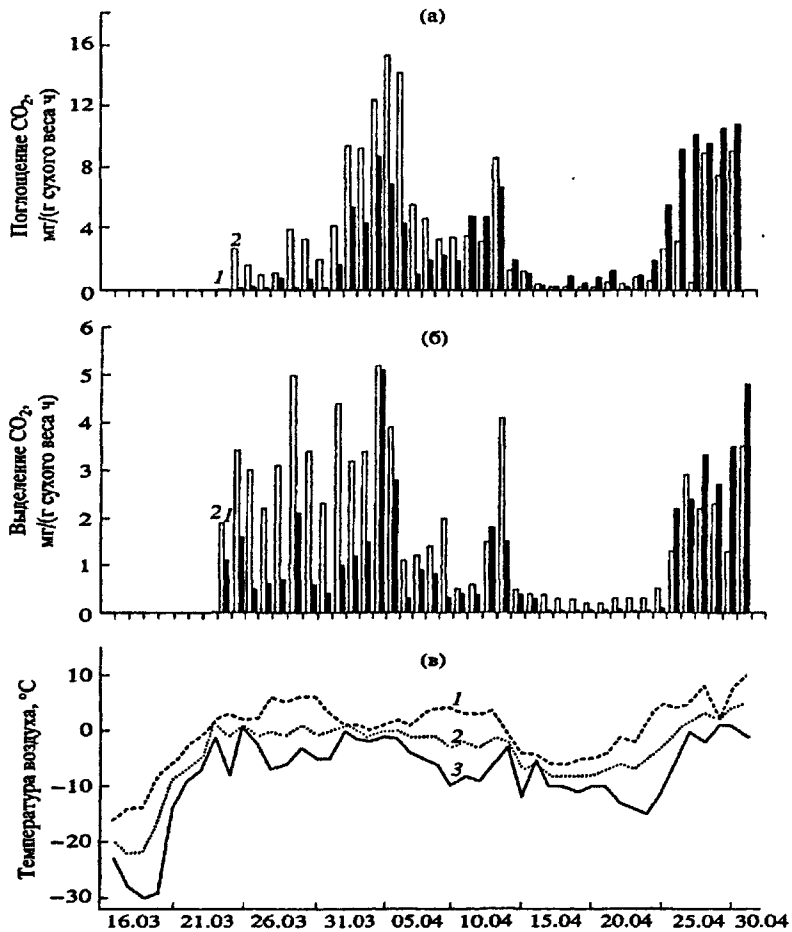 (а)
Поглощение CO₂,
мг/(г сухого веса ч)
16
12
8
4
0
1
2
(б)
Выделение CO₂,
мг/(г сухого веса ч)
6
5
4
3
2
1
0
2 1
(в)
Температура воздуха, °C
10
0
−10
−20
−30
1
2
3
16.03 21.03 26.03 31.03 05.04 10.04 15.04 20.04 25.04 30.04